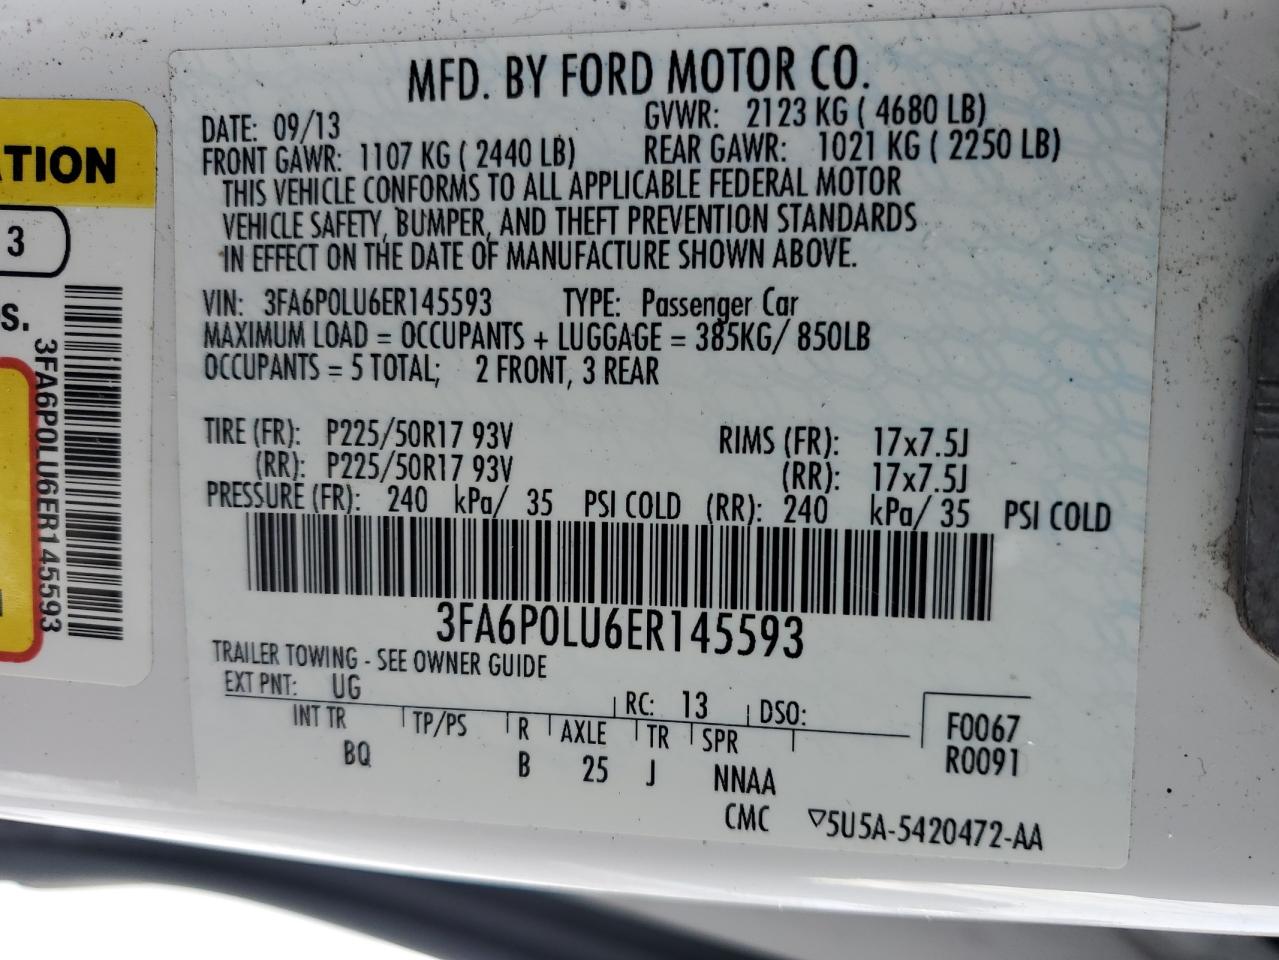 MFD. BY FORD MOTOR CO.
DATE: 09/13 GVWR: 2123 KG ( 4680 LB)
FRONT GAWR: 1107 KG ( 2440 LB) REAR GAWR: 1021 KG ( 2250 LB)
THIS VEHICLE CONFORMS TO ALL APPLICABLE FEDERAL MOTOR
VEHICLE SAFETY, BUMPER, AND THEFT PREVENTION STANDARDS
IN EFFECT ON THE DATE OF MANUFACTURE SHOWN ABOVE.
VIN: 3FA6P0LU6ER145593 TYPE: Passenger Car
MAXIMUM LOAD = OCCUPANTS + LUGGAGE = 385KG/ 850LB
OCCUPANTS = 5 TOTAL; 2 FRONT, 3 REAR
TIRE (FR): P225/50R17 93V RIMS (FR): 17x7.5J
(RR): P225/50R17 93V (RR): 17x7.5J
PRESSURE (FR): 240 kPa/ 35 PSI COLD (RR): 240 kPa/ 35 PSI COLD
3FA6P0LU6ER145593
TRAILER TOWING - SEE OWNER GUIDE
EXT PNT: UG RC: 13 DSO:
INT TR TP/PS R AXLE TR SPR
BQ B 25 J NNAA
F0067
R0091
CMC ▽5U5A-5420472-AA
ATION
3
S.
3FA6P0LU6ER145593